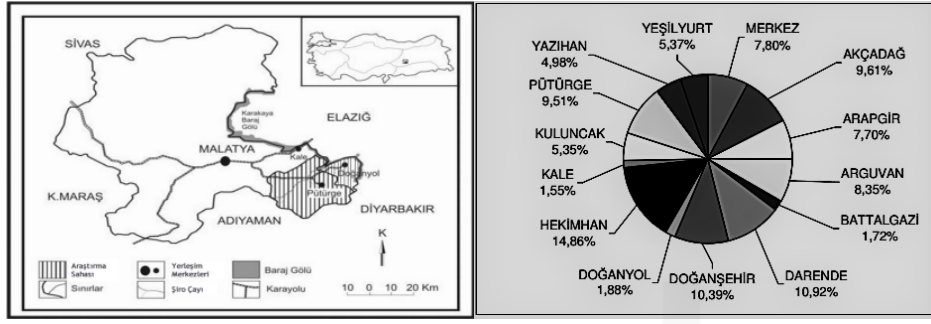 SİVAS
ELAZIĞ
Karakaya
Baraj
Gölü
MALATYA
Kale
Doğanyol
Pütürge
K.MARAŞ
ADIYAMAN
DİYARBAKIR
K
Araştırma
Sahası
Yerleşim
Merkezleri
Baraj Gölü
Sınırlar
Şiro Çayı
Karayolu
10 0 10 20 Km
YEŞİLYURT
5,37%
MERKEZ
7,80%
YAZIHAN
4,98%
AKÇADAĞ
9,61%
PÜTÜRGE
9,51%
ARAPGİR
7,70%
KULUNCAK
5,35%
KALE
1,55%
ARGUVAN
8,35%
HEKİMHAN
14,86%
BATTALGAZİ
1,72%
DOĞANYOL
1,88%
DOĞANŞEHİR
10,39%
DARENDE
10,92%